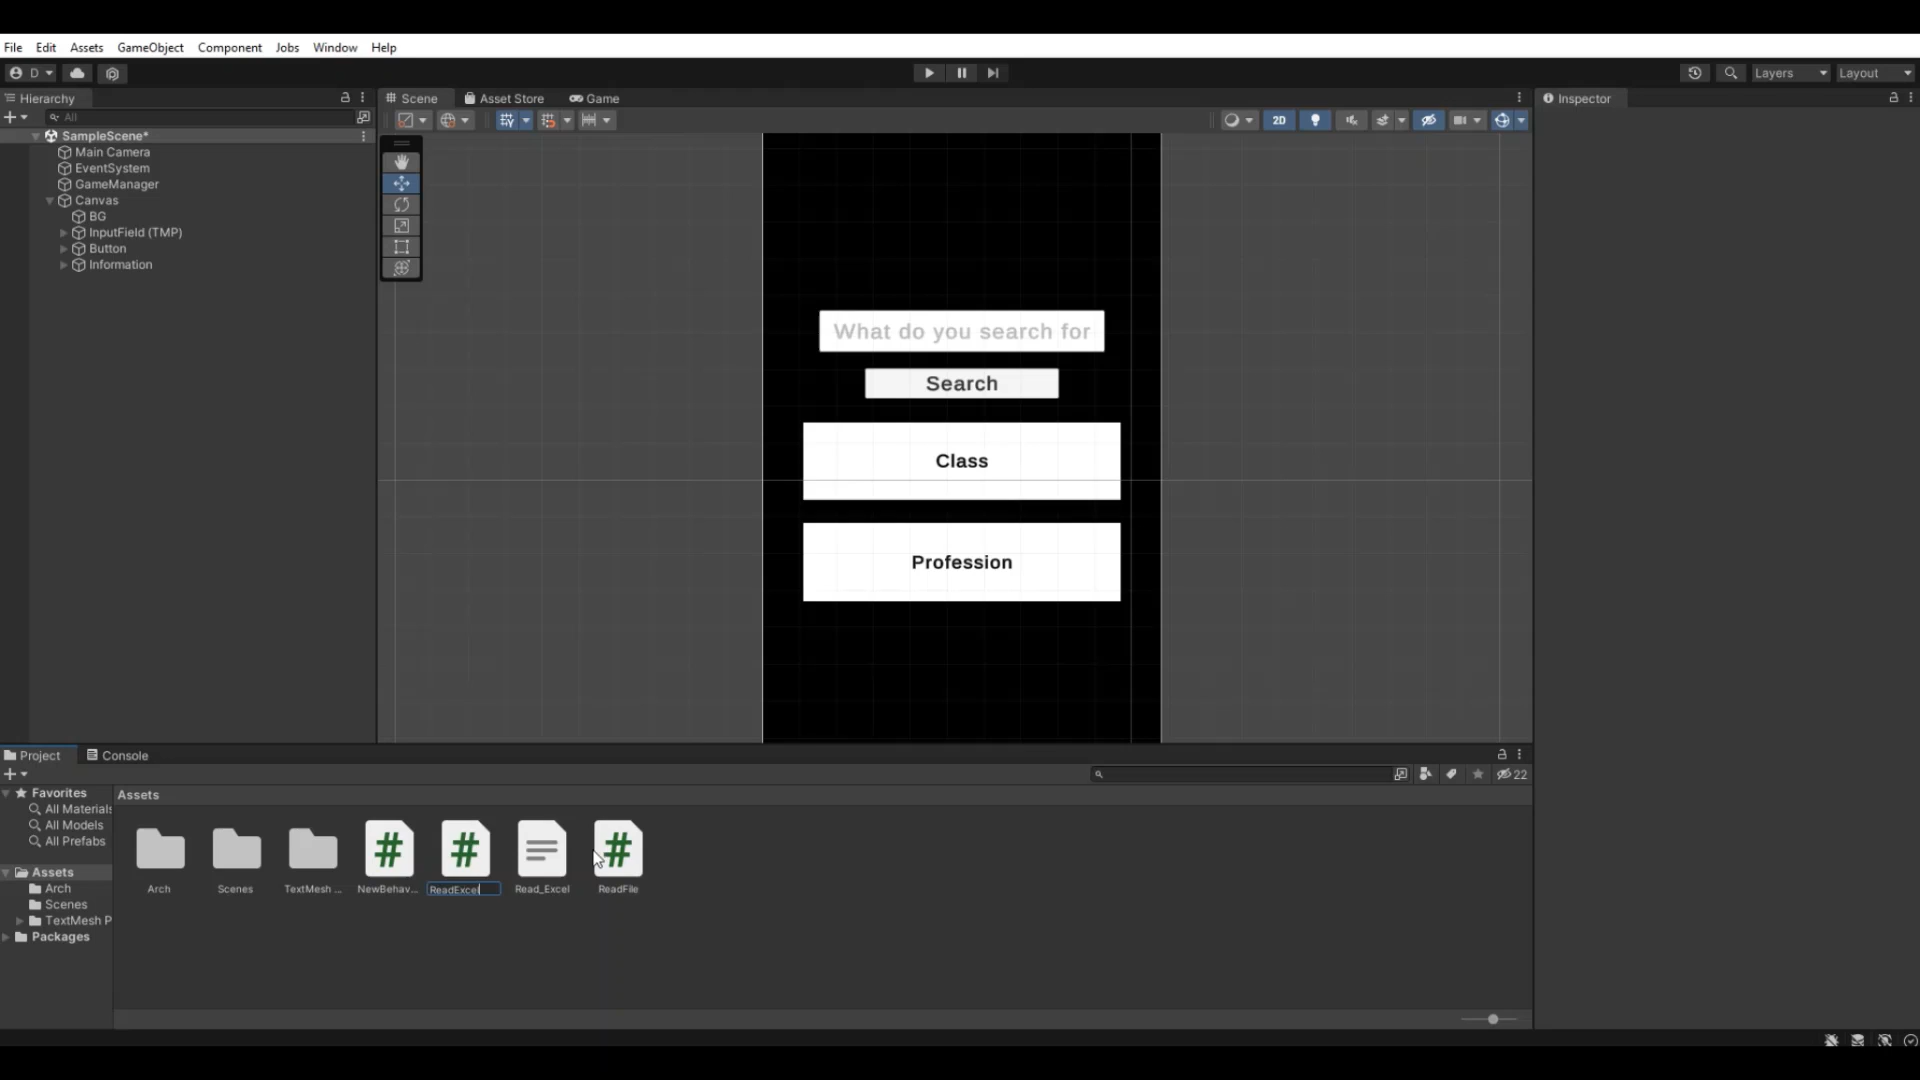 File Edit Assets GameObject Component Jobs Window Help
D Layers Layout
Hierarchy
All
SampleScene*
Main Camera
EventSystem
GameManager
Canvas
BG
InputField (TMP)
Button
Information
Scene Asset Store Game
2D
What do you search for
Search
Class
Profession
Inspector
Project Console
22
Favorites
All Materials
All Models
All Prefabs
Assets
Arch
Scenes
TextMesh P
Packages
Assets
Arch Scenes TextMesh ... NewBehav... ReadExcel Read_Excel ReadFile